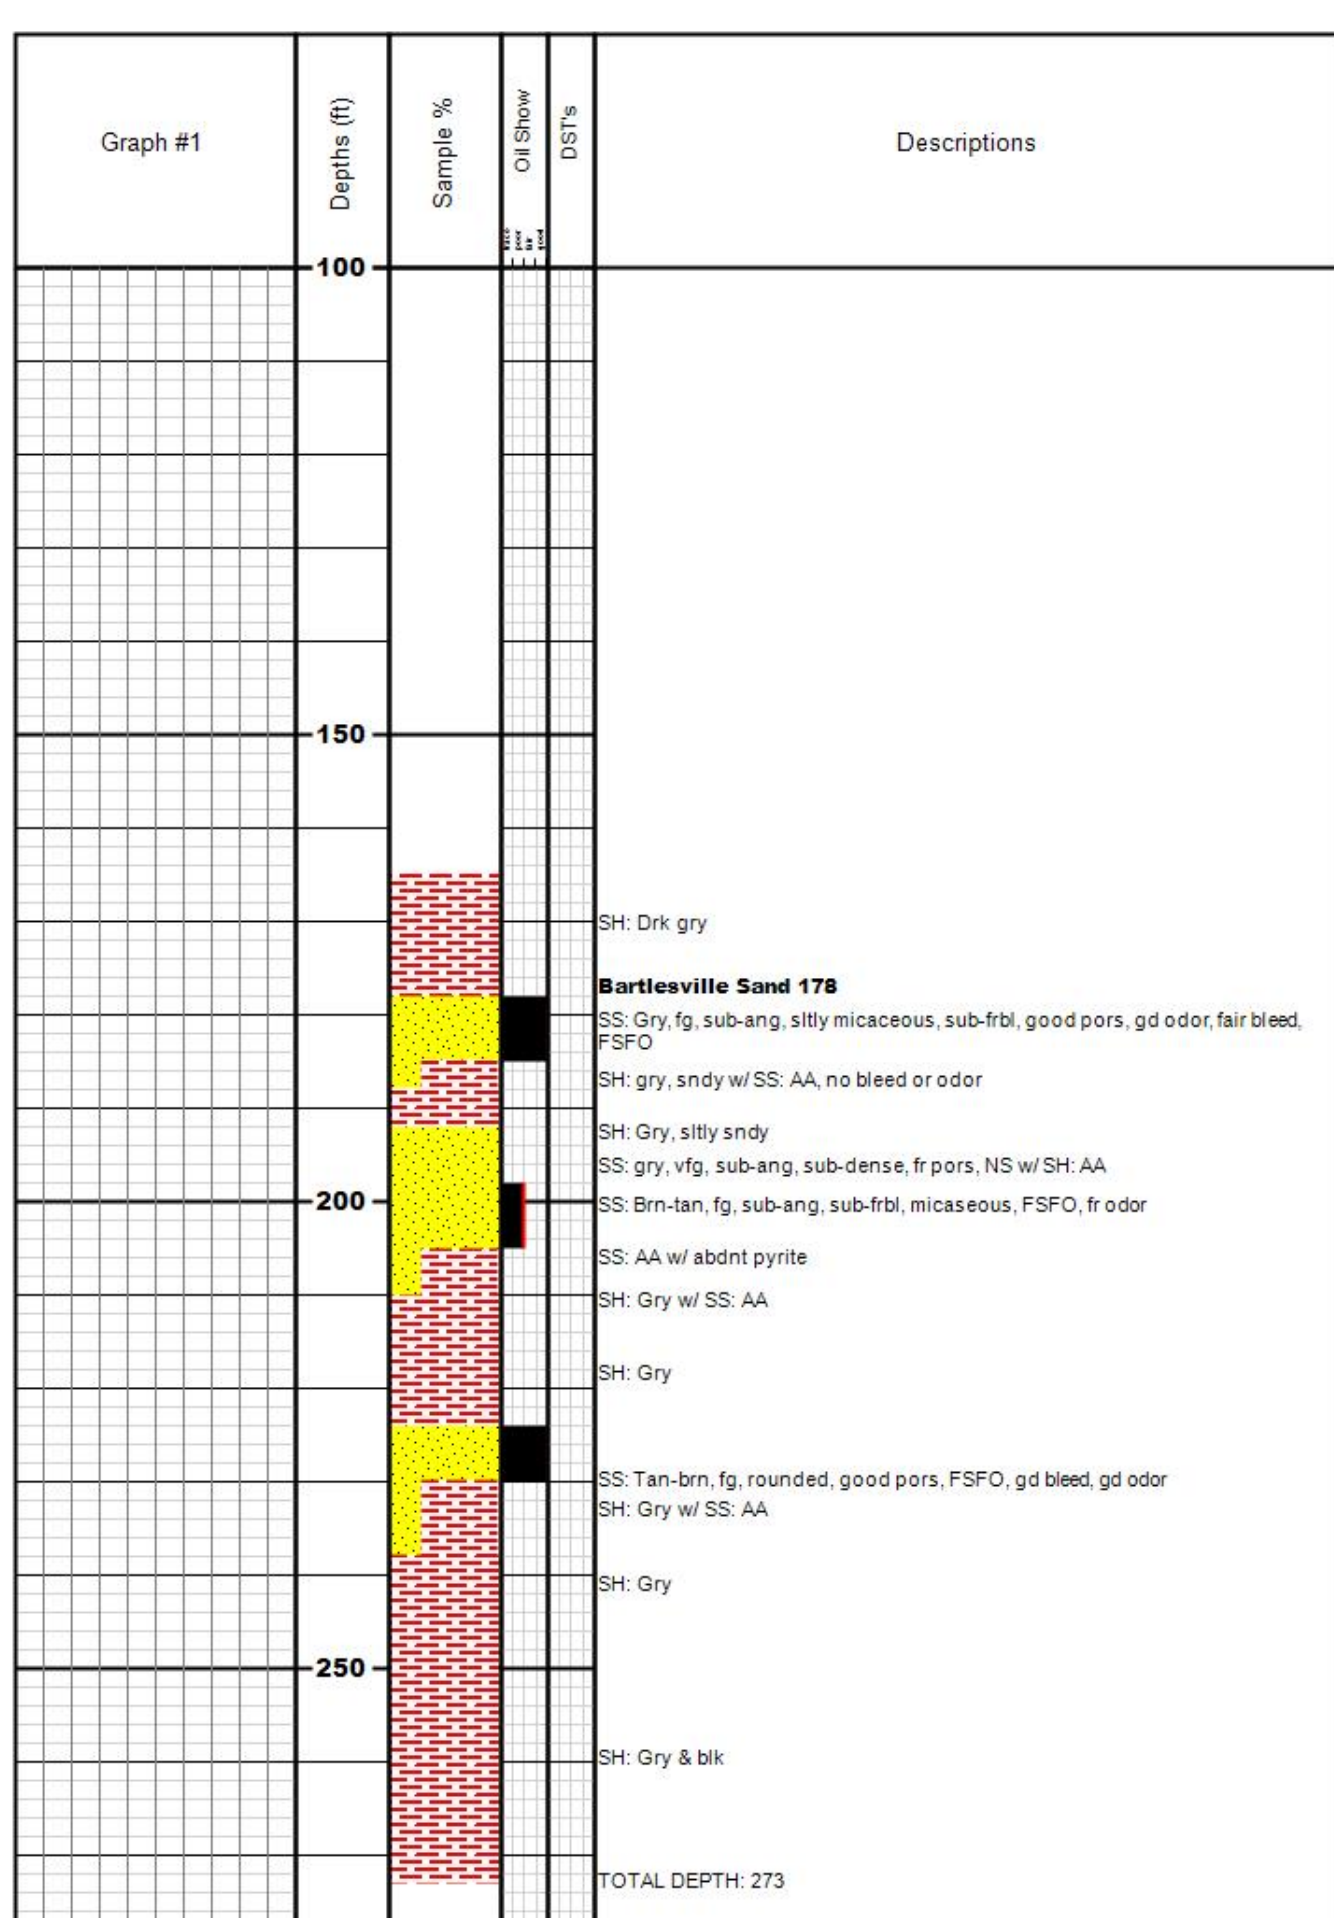 Graph #1
Depths (ft)
Sample %
Oil Show
DST's
Descriptions
poor
good
100
150
SH: Drk gry
Bartlesville Sand 178
SS: Gry, fg, sub-ang, sltly micaceous, sub-frbl, good pors, gd odor, fair bleed,
FSFO
SH: gry, sndy w/ SS: AA, no bleed or odor
SH: Gry, sltly sndy
SS: gry, vfg, sub-ang, sub-dense, fr pors, NS w/ SH: AA
200
SS: Brn-tan, fg, sub-ang, sub-frbl, micaseous, FSFO, fr odor
SS: AA w/ abdnt pyrite
SH: Gry w/ SS: AA
SH: Gry
SS: Tan-brn, fg, rounded, good pors, FSFO, gd bleed, gd odor
SH: Gry w/ SS: AA
SH: Gry
250
SH: Gry & blk
TOTAL DEPTH: 273